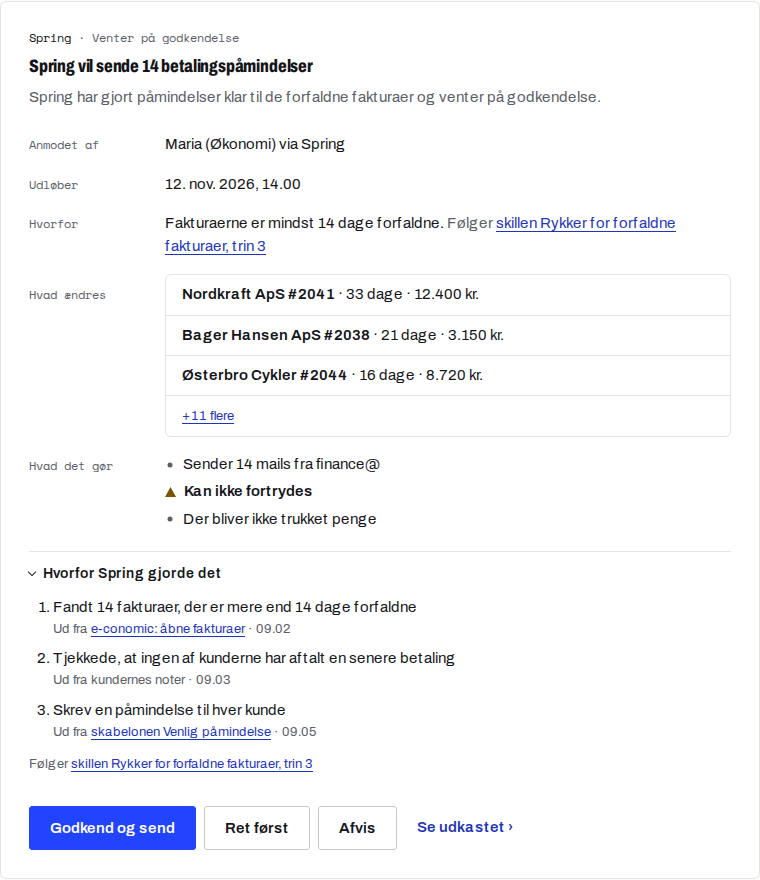 Spring · Venter på godkendelse
Spring vil sende 14 betalingspåmindelser
Spring har gjort påmindelser klar til de forfaldne fakturaer og venter på godkendelse.
Anmodet af
Maria (Økonomi) via Spring
Udløber
12. nov. 2026, 14.00
Hvorfor
Fakturaerne er mindst 14 dage forfaldne. Følger skillen Rykker for forfaldne
fakturaer, trin 3
Hvad ændres
Nordkraft ApS #2041 · 33 dage · 12.400 kr.
Bager Hansen ApS #2038 · 21 dage · 3.150 kr.
Østerbro Cykler #2044 · 16 dage · 8.720 kr.
+11 flere
Hvad det gør
• Sender 14 mails fra finance@
▲ Kan ikke fortrydes
• Der bliver ikke trukket penge
Hvorfor Spring gjorde det
1. Fandt 14 fakturaer, der er mere end 14 dage forfaldne
Ud fra e-conomic: åbne fakturaer · 09.02
2. Tjekkede, at ingen af kunderne har aftalt en senere betaling
Ud fra kundernes noter · 09.03
3. Skrev en påmindelse til hver kunde
Ud fra skabelonen Venlig påmindelse · 09.05
Følger skillen Rykker for forfaldne fakturaer, trin 3
Godkend og send
Ret først
Afvis
Se udkastet ›